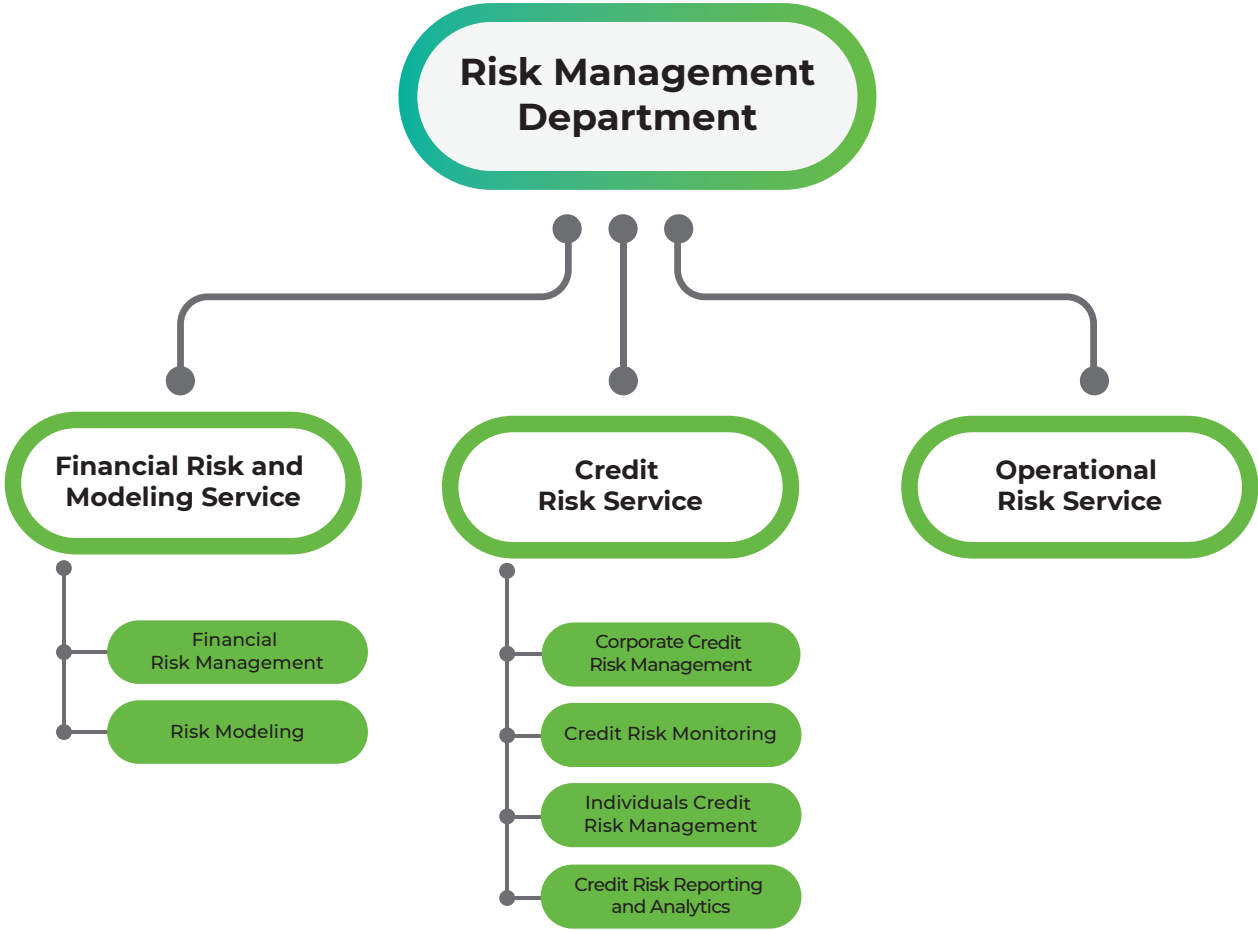 Risk Management
Department
Financial Risk and
Modeling Service
Credit
Risk Service
Operational
Risk Service
Financial
Risk Management
Risk Modeling
Corporate Credit
Risk Management
Credit Risk Monitoring
Individuals Credit
Risk Management
Credit Risk Reporting
and Analytics